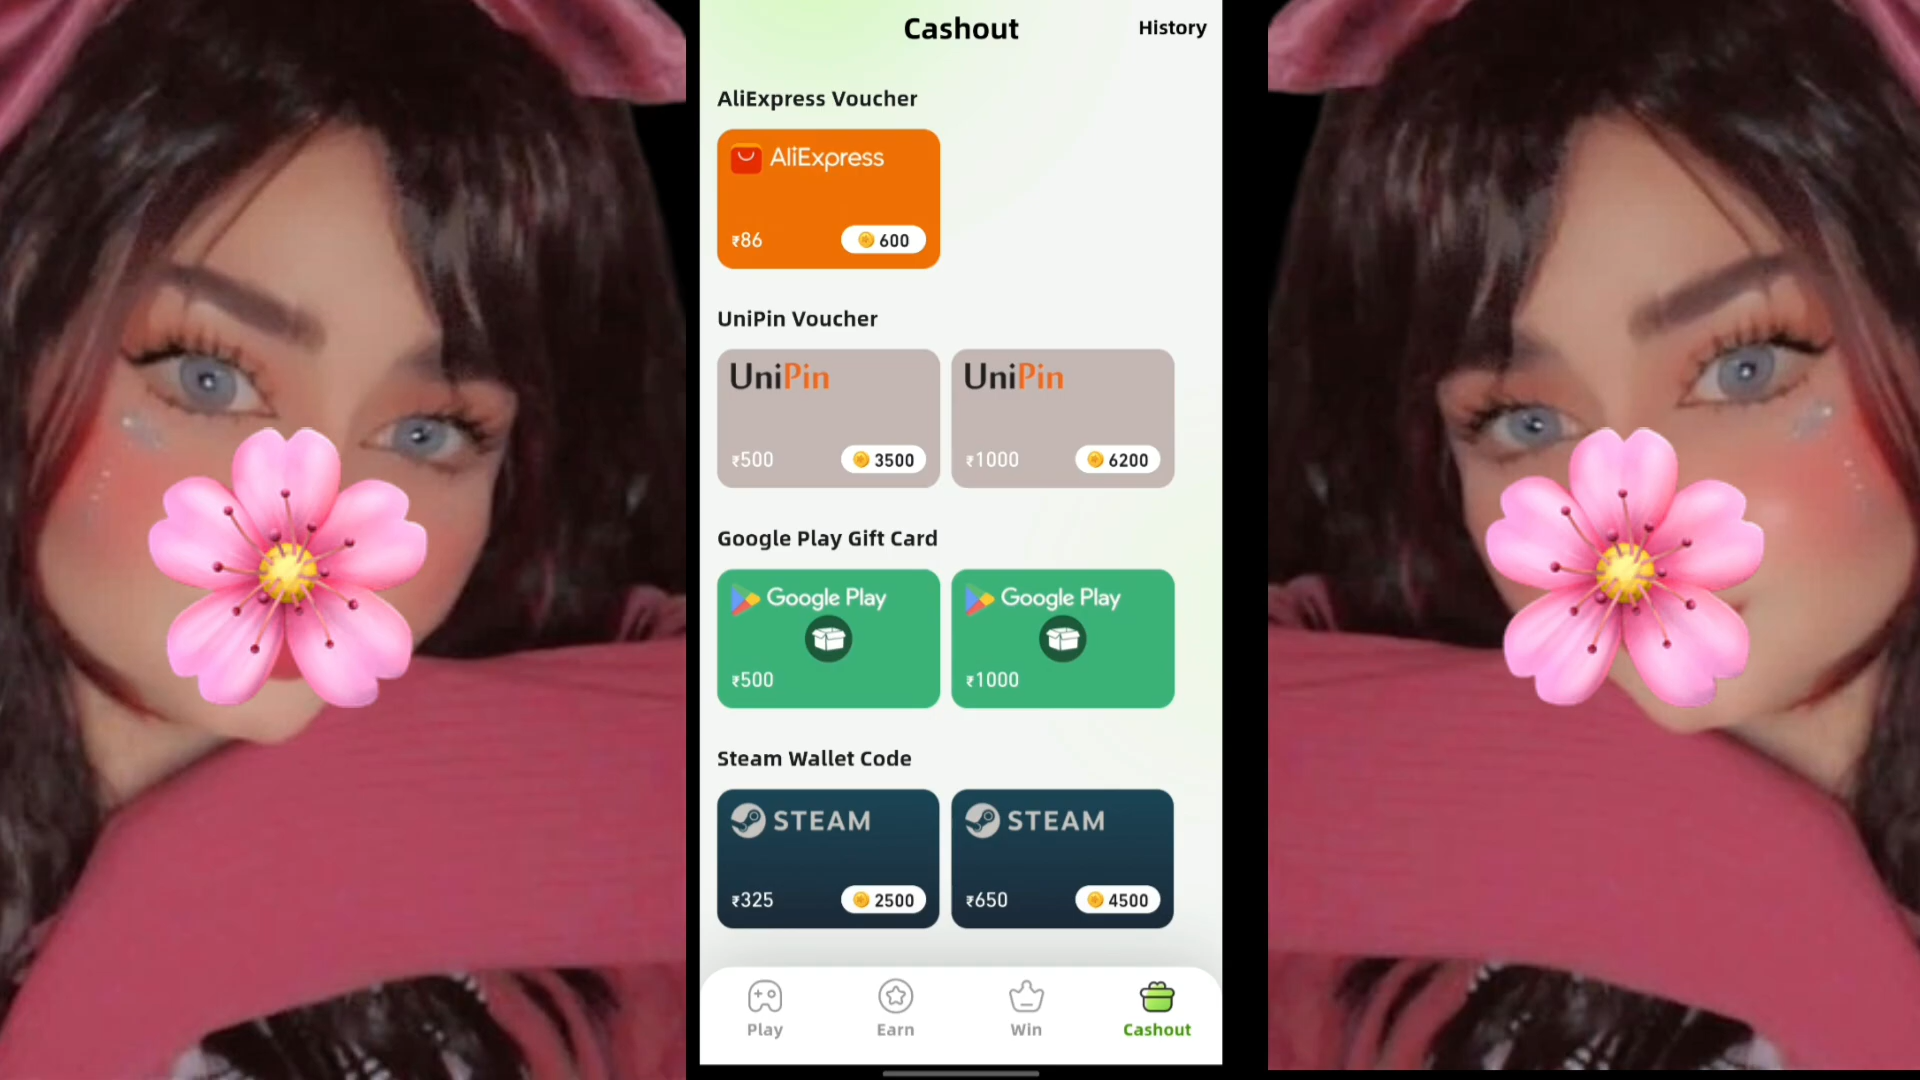 Cashout
History
AliExpress Voucher
AliExpress
₹86
600
UniPin Voucher
UniPin
UniPin
₹500
3500
₹1000
6200
Google Play Gift Card
Google Play
Google Play
₹500
₹1000
Steam Wallet Code
STEAM
STEAM
₹325
2500
₹650
4500
Play
Earn
Win
Cashout